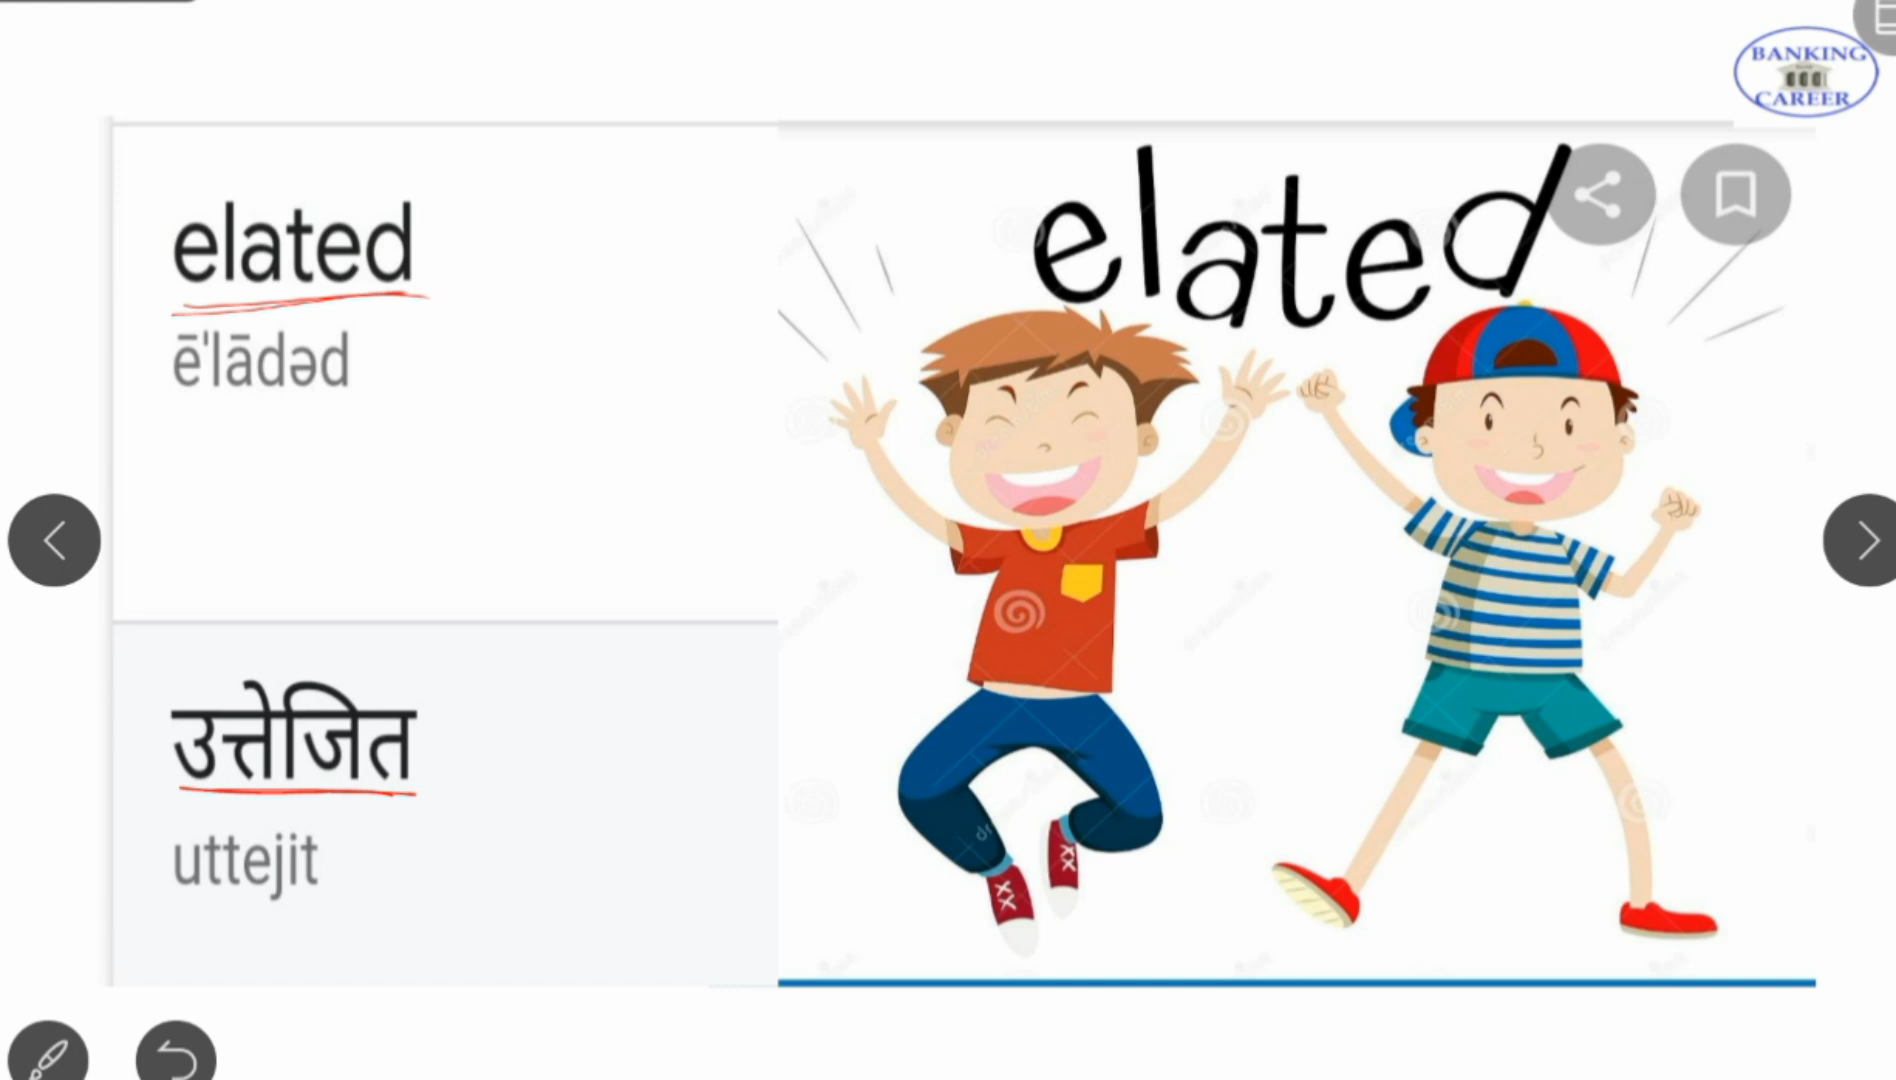 BANKING
CAREER
elated
ē'lādəd
elated
उत्तेजित
uttejit